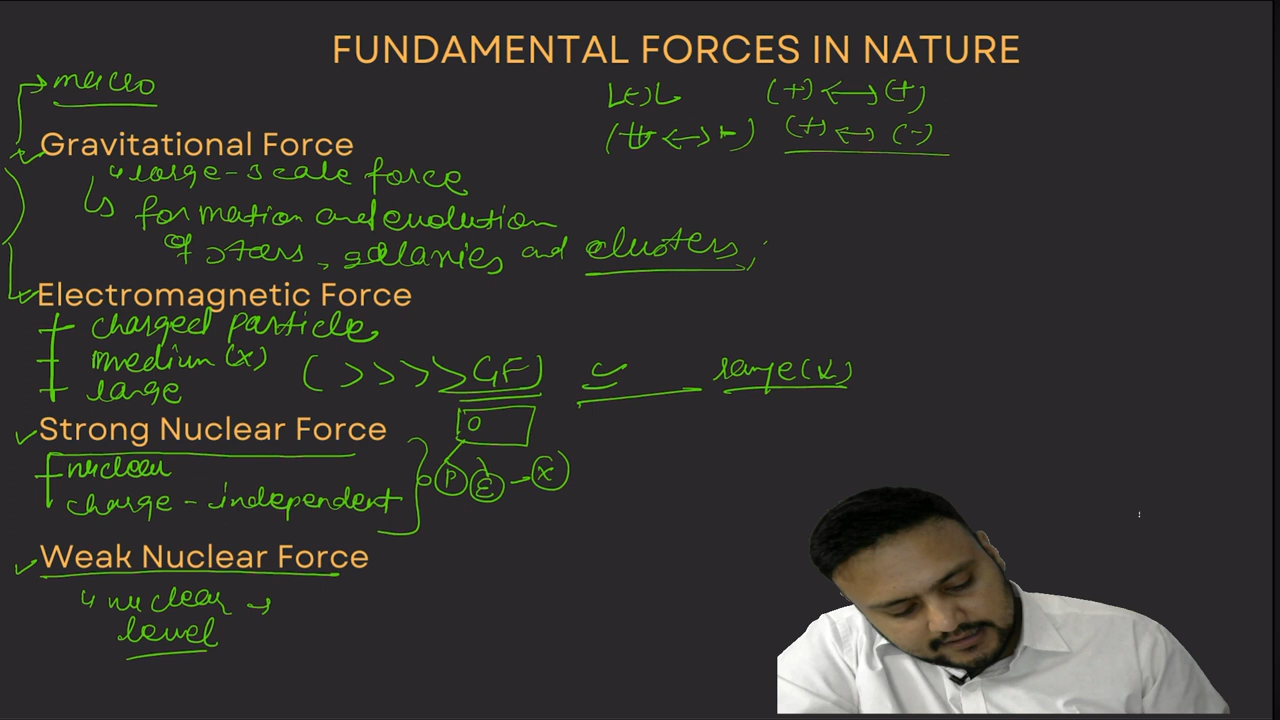 FUNDAMENTAL FORCES IN NATURE
macro
(+) ⟷ (+)
(+) ⟷ (-)
Gravitational Force
large-scale force
formation and evolution
of stars, galaxies and clusters,
Electromagnetic Force
charged particle
medium (x)
(>>>> GF)
range (x)
large
Strong Nuclear Force
nuclear
charge - independent
P E → X
Weak Nuclear Force
nuclear →
level